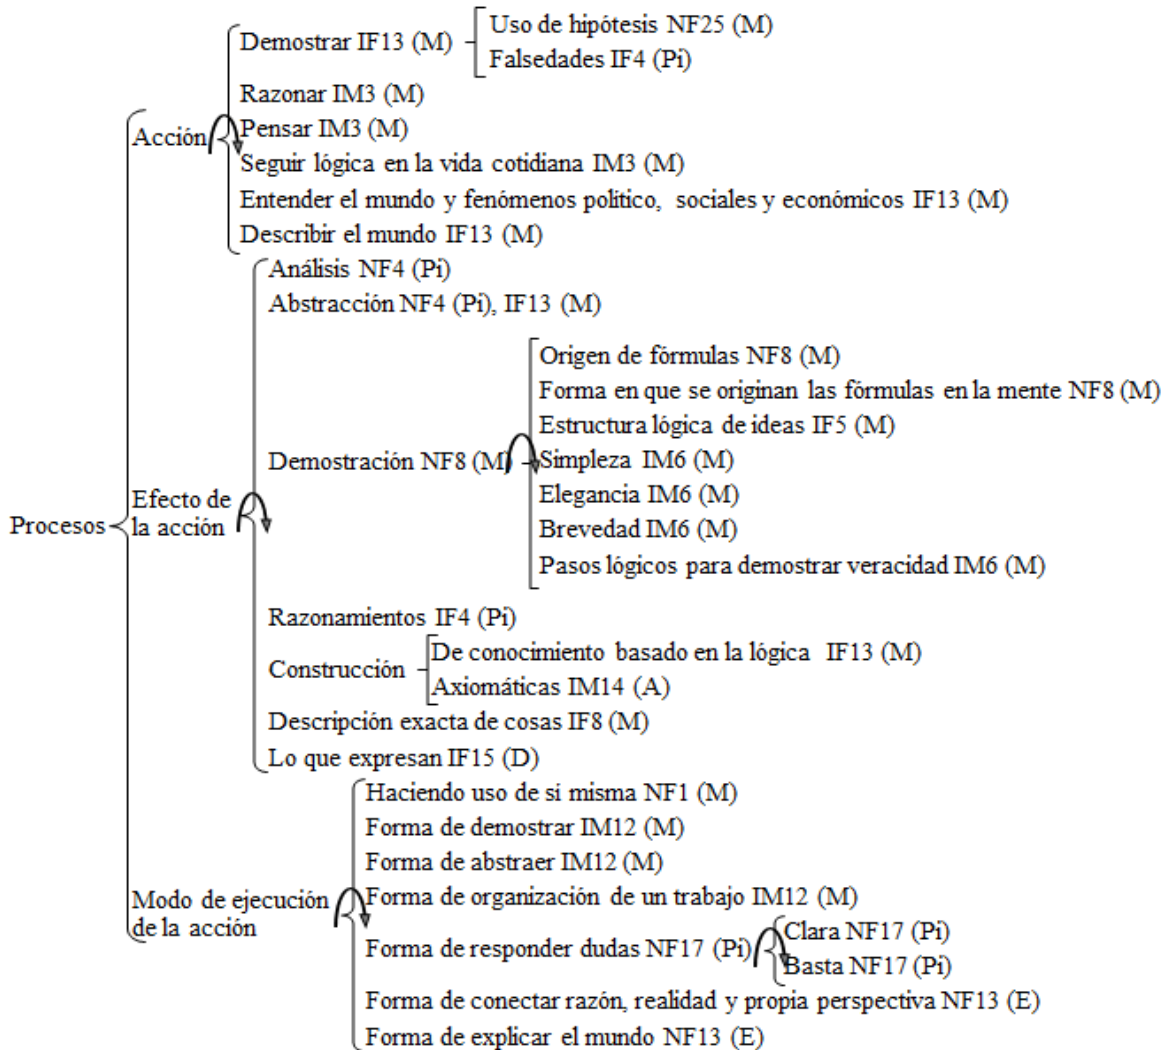 Demostrar IF13 (M)
Uso de hipótesis NF25 (M)
Falsedades IF4 (Pi)
Razonar IM3 (M)
Acción
Pensar IM3 (M)
Seguir lógica en la vida cotidiana IM3 (M)
Entender el mundo y fenómenos político, sociales y económicos IF13 (M)
Describir el mundo IF13 (M)
Análisis NF4 (Pi)
Abstracción NF4 (Pi), IF13 (M)
Origen de fórmulas NF8 (M)
Forma en que se originan las fórmulas en la mente NF8 (M)
Estructura lógica de ideas IF5 (M)
Demostración NF8 (M)
Simpleza IM6 (M)
Elegancia IM6 (M)
Brevedad IM6 (M)
Pasos lógicos para demostrar veracidad IM6 (M)
Procesos
Efecto de
la acción
Razonamientos IF4 (Pi)
Construcción
De conocimiento basado en la lógica IF13 (M)
Axiomáticas IM14 (A)
Descripción exacta de cosas IF8 (M)
Lo que expresan IF15 (D)
Modo de ejecución
de la acción
Haciendo uso de si misma NF1 (M)
Forma de demostrar IM12 (M)
Forma de abstraer IM12 (M)
Forma de organización de un trabajo IM12 (M)
Forma de responder dudas NF17 (Pi)
Clara NF17 (Pi)
Basta NF17 (Pi)
Forma de conectar razón, realidad y propia perspectiva NF13 (E)
Forma de explicar el mundo NF13 (E)